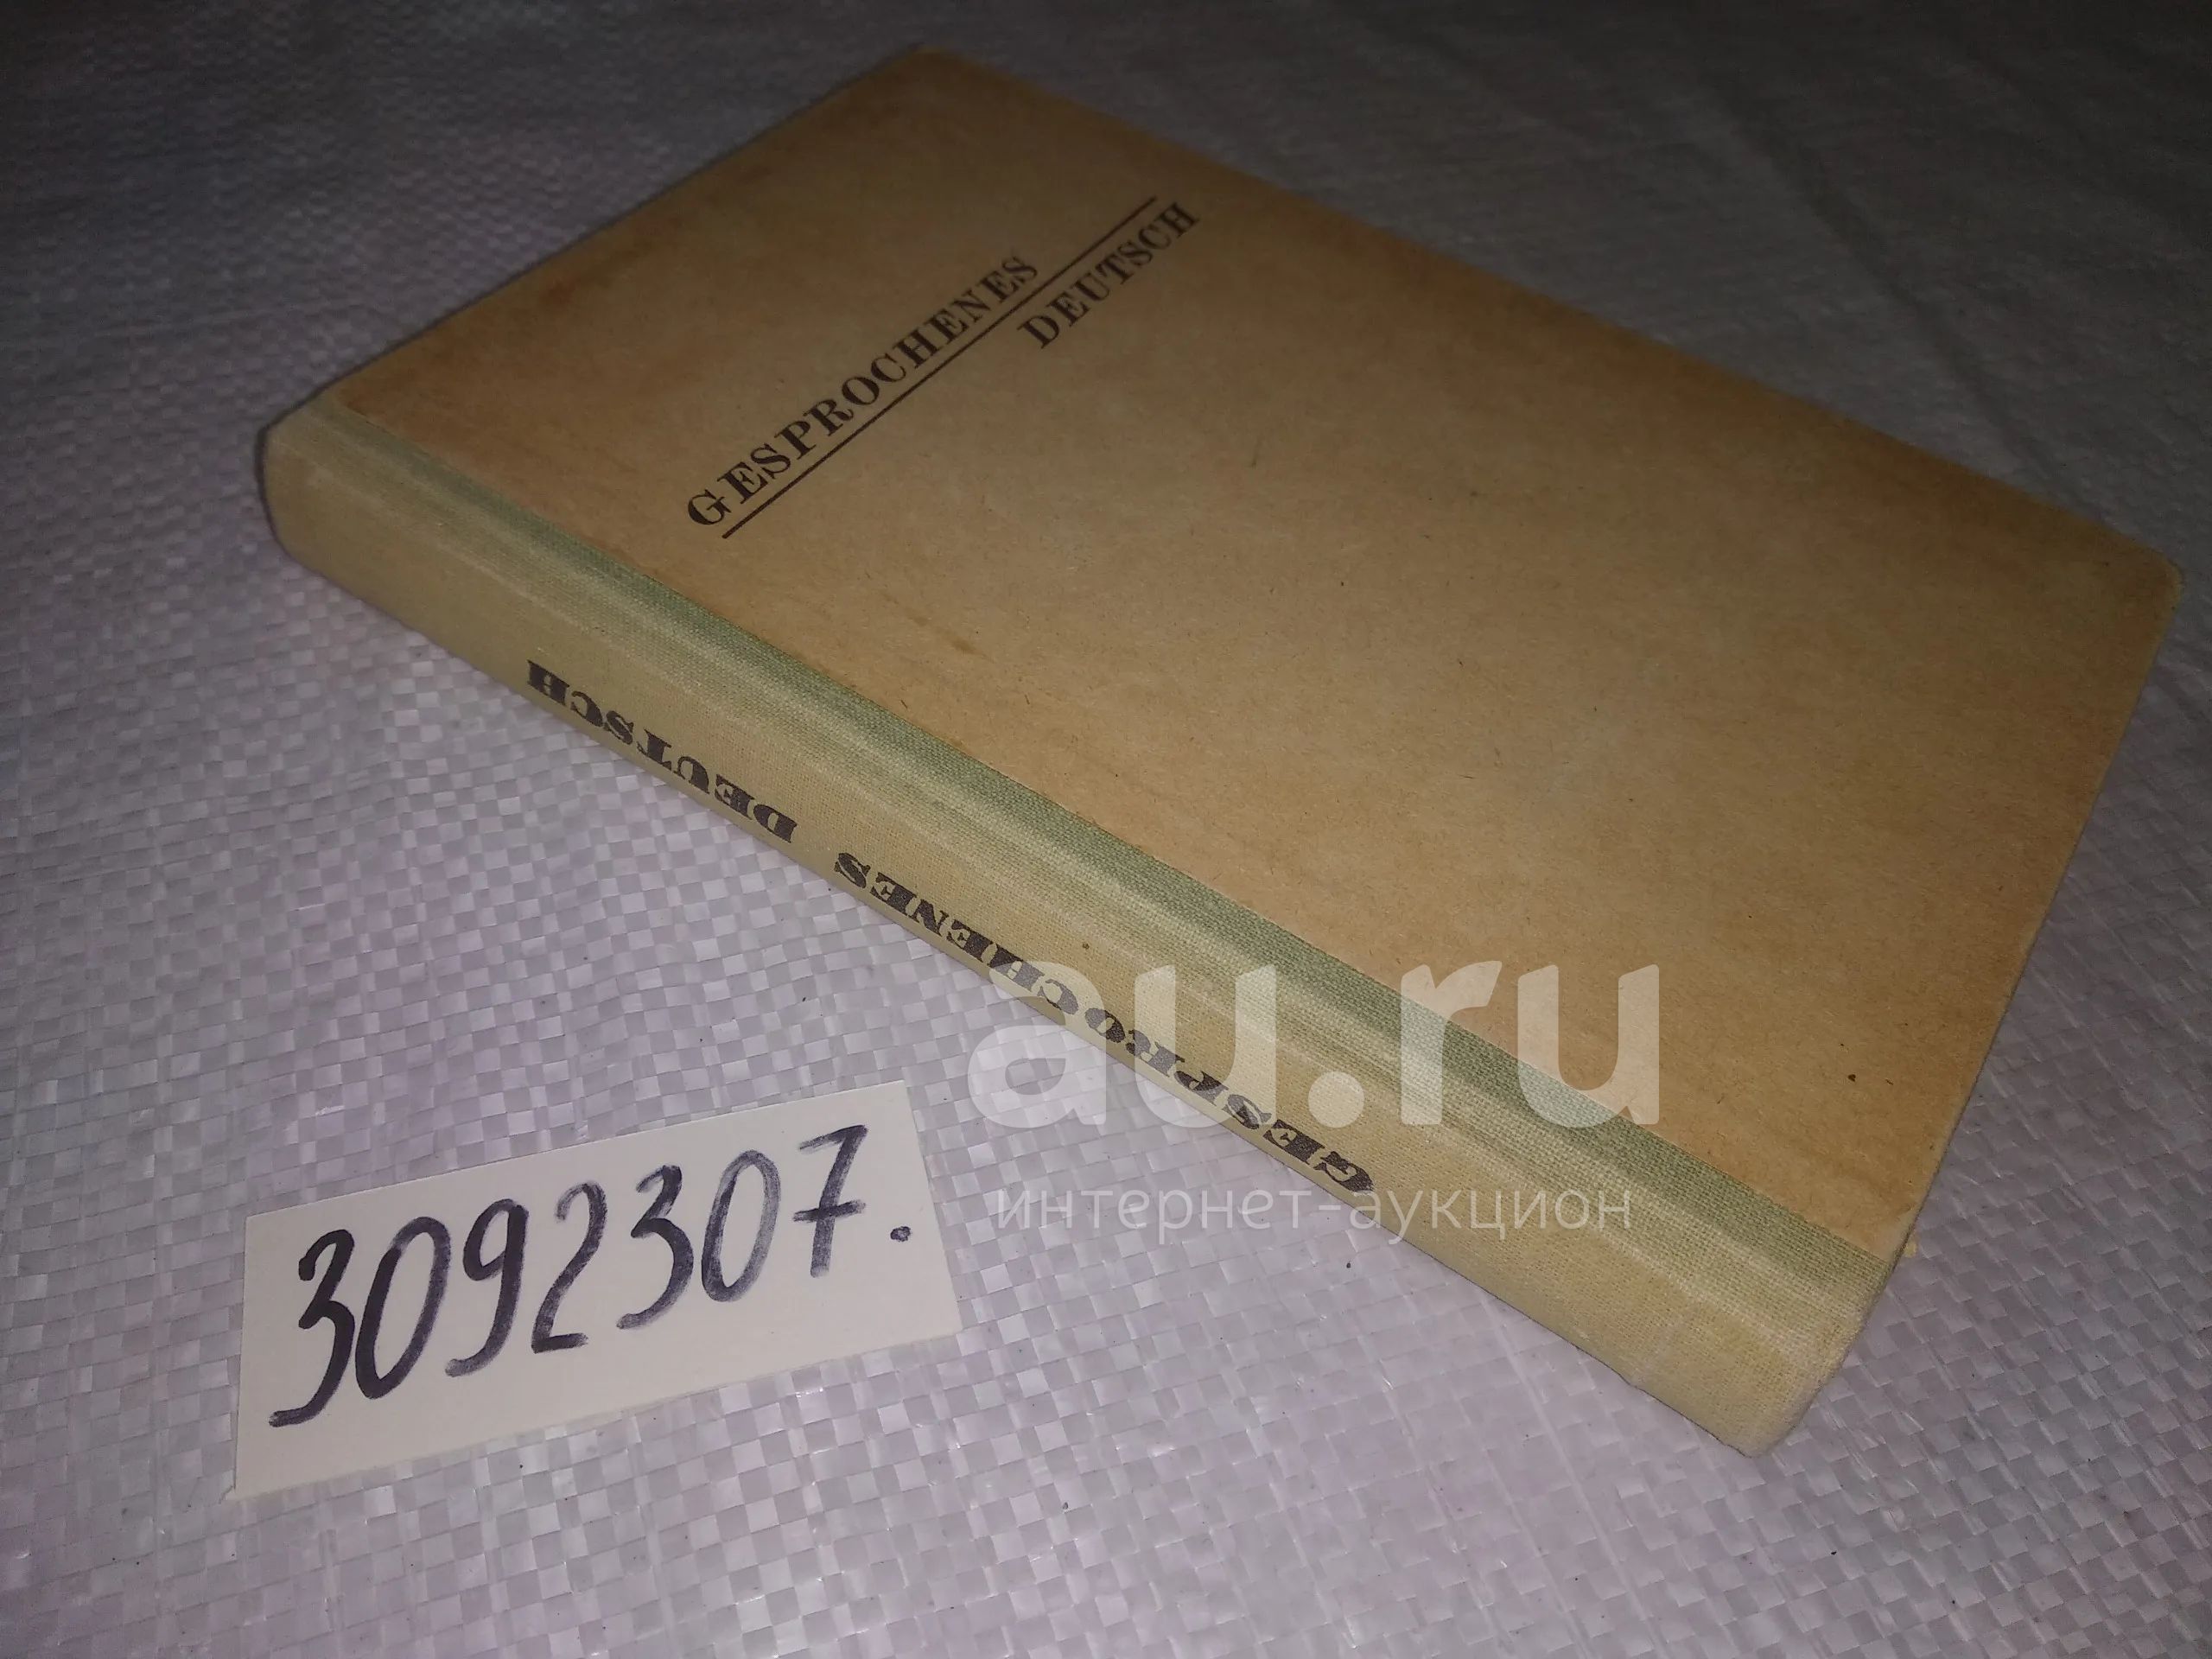 GESPROCHENES
DEUTSCH
GESPROCHENES DEUTSCH
au.ru
интернет-аукцион
3092307.